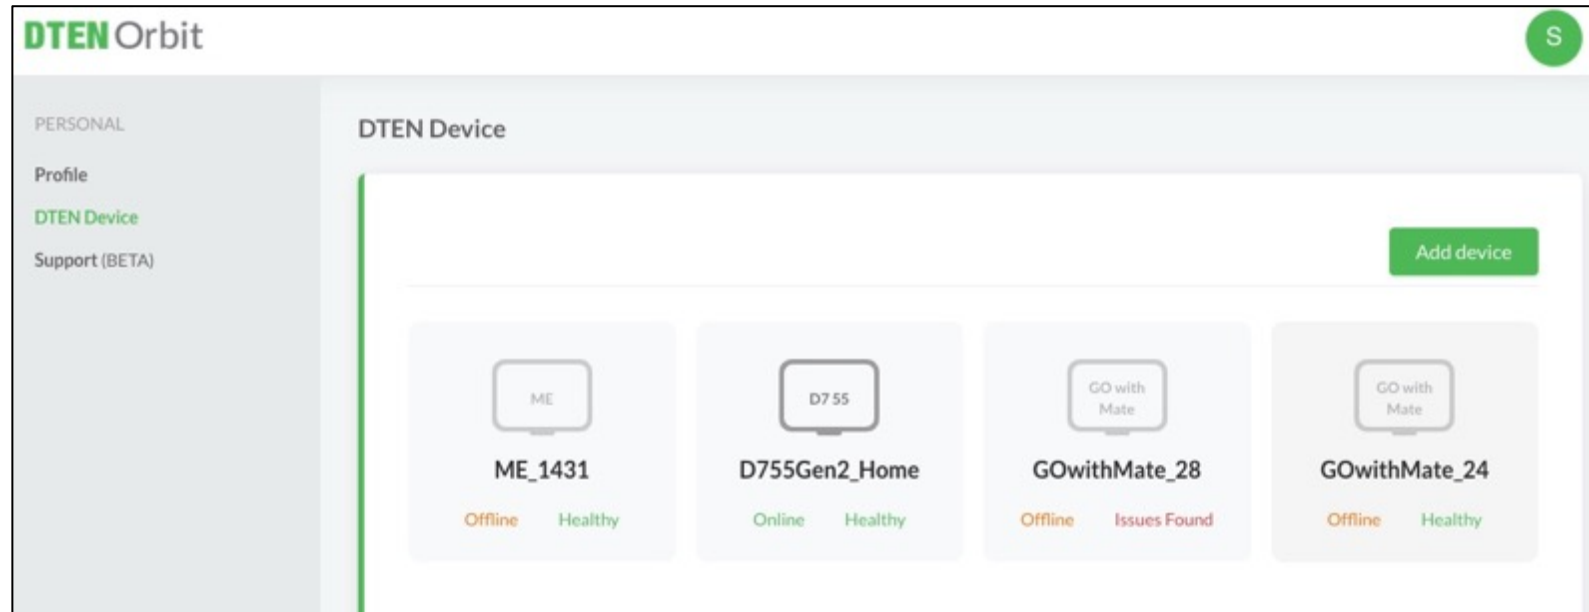 DTEN Orbit
S
PERSONAL
Profile
DTEN Device
Support (BETA)
DTEN Device
Add device
ME
ME_1431
Offline Healthy
D7 55
D755Gen2_Home
Online Healthy
GO with
Mate
GOwithMate_28
Offline Issues Found
GO with
Mate
GOwithMate_24
Offline Healthy